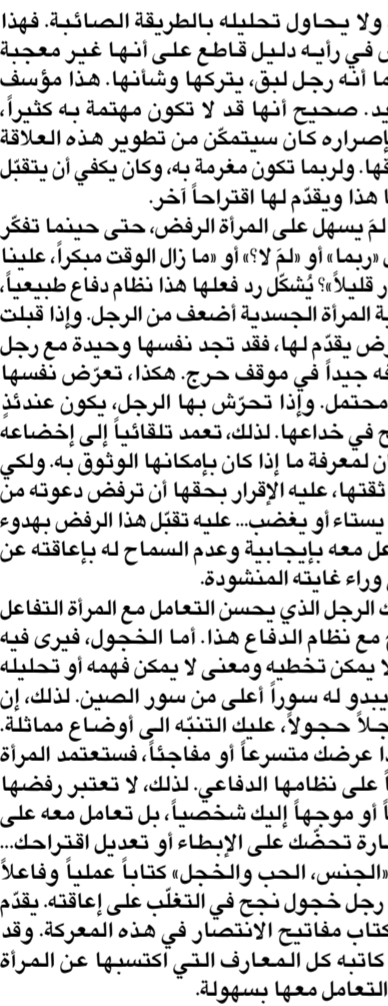 ولا يحاول تحليله بالطريقة الصائبة. فهذا
في رأيه دليل قاطع على أنها غير معجبة
أنه رجل لبق، يتركها وشأنها. هذا مؤسف
صحيح أنها قد لا تكون مهتمة به كثيراً،
إصراره كان سيتمكّن من تطوير هذه العلاقة
ولربما تكون مغرمة به، وكان يكفي أن يتقبّل
هذا ويقدّم لها اقتراحاً آخر.
لمَ يسهل على المرأة الرفض، حتى حينما تفكّر
«ربما» أو «لمَ لا؟» أو «ما زال الوقت مبكراً، علينا
قليلاً»؟ يُشكّل رد فعلها هذا نظام دفاع طبيعياً،
المرأة الجسدية أضعف من الرجل. وإذا قبلت
يقدّم لها، فقد تجد نفسها وحيدة مع رجل
جيداً في موقف حرج. هكذا، تعرّض نفسها
محتمل. وإذا تحرّش بها الرجل، يكون عندئذٍ
في خداعها. لذلك، تعمد تلقائياً إلى إخضاعه
لمعرفة ما إذا كان بإمكانها الوثوق به. ولكي
ثقتها، عليه الإقرار بحقها أن ترفض دعوته من
يستاء أو يغضب... عليه تقبّل هذا الرفض بهدوء
معه بإيجابية وعدم السماح له بإعاقته عن
وراء غايته المنشودة.
الرجل الذي يحسن التعامل مع المرأة التفاعل
مع نظام الدفاع هذا. أما الخجول، فيرى فيه
لا يمكن تخطيه ومعنى لا يمكن فهمه أو تحليله
يبدو له سوراً أعلى من سور الصين. لذلك، إن
حجولاً، عليك التنبّه الى أوضاع مماثلة.
عرضك متسرعاً أو مفاجئاً، فستعتمد المرأة
على نظامها الدفاعي. لذلك، لا تعتبر رفضها
أو موجهاً إليك شخصياً، بل تعامل معه على
تحضّك على الإبطاء أو تعديل اقتراحك...
«الجنس، الحب والخجل» كتاباً عملياً وفاعلاً
رجل خجول نجح في التغلّب على إعاقته. يقدّم
مفاتيح الانتصار في هذه المعركة. وقد
كاتبه كل المعارف التي اكتسبها عن المرأة
التعامل معها بسهولة.